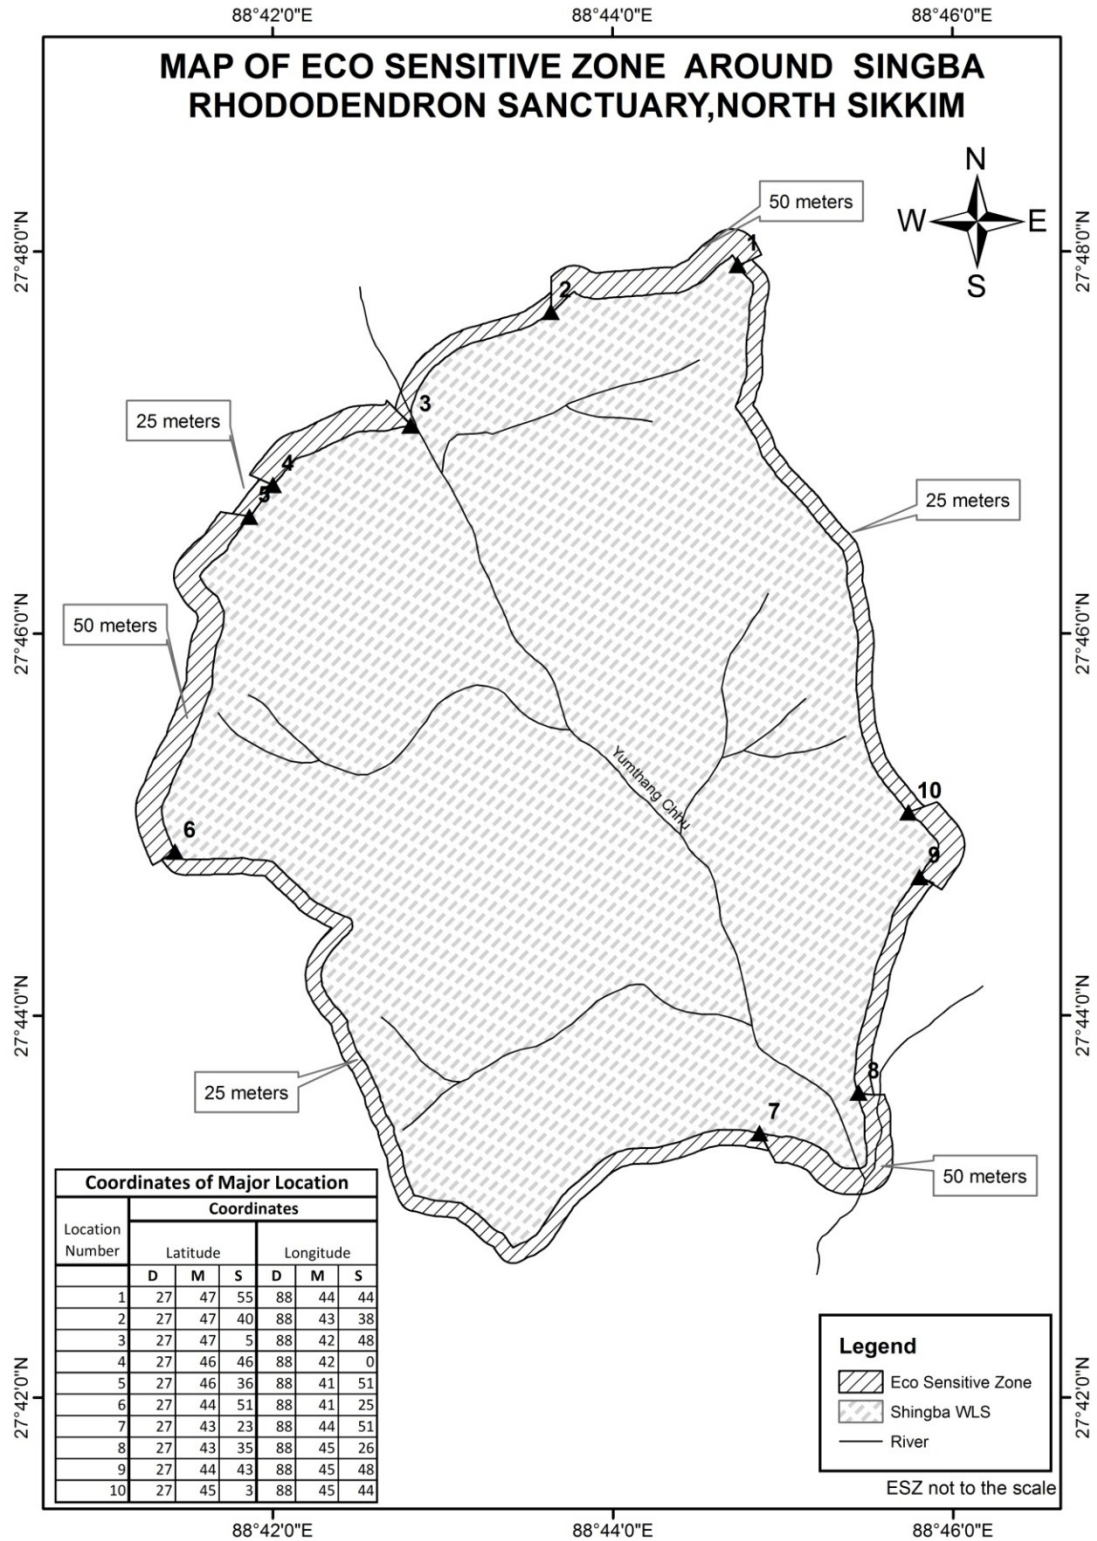 88°42'0"E 88°44'0"E 88°46'0"E
MAP OF ECO SENSITIVE ZONE AROUND SINGBA
RHODODENDRON SANCTUARY,NORTH SIKKIM
N
W E
S
50 meters
27°48'0"N 27°48'0"N
1
2
3
25 meters
4
5
25 meters
50 meters
27°46'0"N 27°46'0"N
Yumthang Chhu
10
6
9
27°44'0"N 27°44'0"N
25 meters
8
7
50 meters
Coordinates of Major Location
Location Number Coordinates
Latitude Longitude
D M S D M S
1 27 47 55 88 44 44
2 27 47 40 88 43 38
3 27 47 5 88 42 48
4 27 46 46 88 42 0
5 27 46 36 88 41 51
6 27 44 51 88 41 25
7 27 43 23 88 44 51
8 27 43 35 88 45 26
9 27 44 43 88 45 48
10 27 45 3 88 45 44
27°42'0"N 27°42'0"N
Legend
Eco Sensitive Zone
Shingba WLS
River
ESZ not to the scale
88°42'0"E 88°44'0"E 88°46'0"E